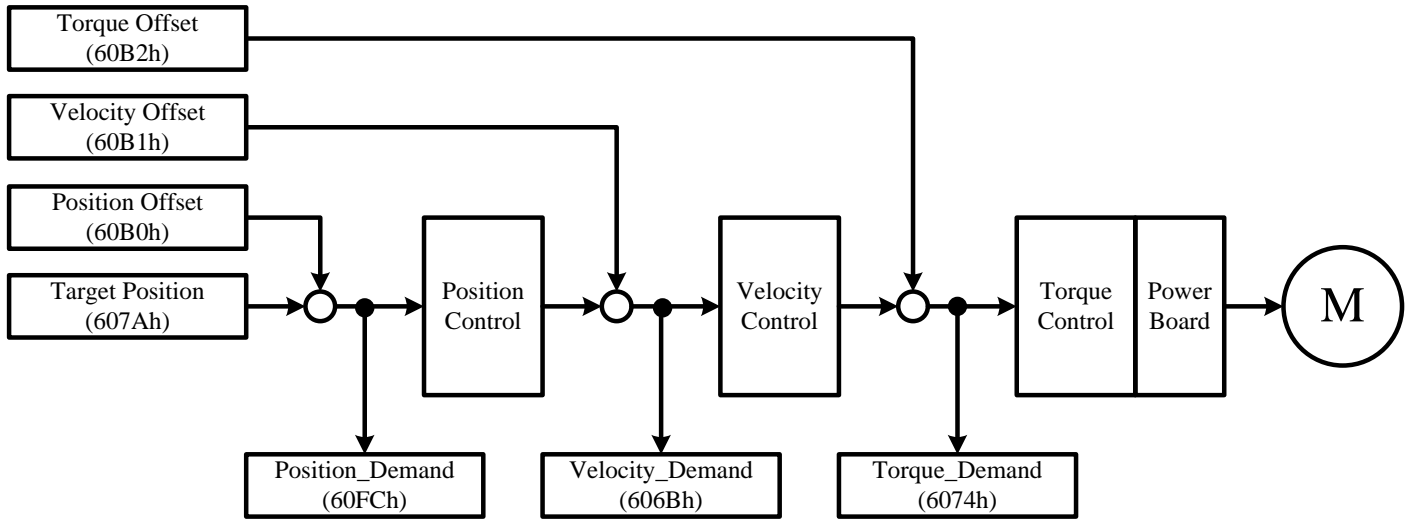 Torque Offset
(60B2h)
Velocity Offset
(60B1h)
Position Offset
(60B0h)
Target Position
(607Ah)
Position
Control
Velocity
Control
Torque
Control
Power
Board
M
Position_Demand
(60FCh)
Velocity_Demand
(606Bh)
Torque_Demand
(6074h)